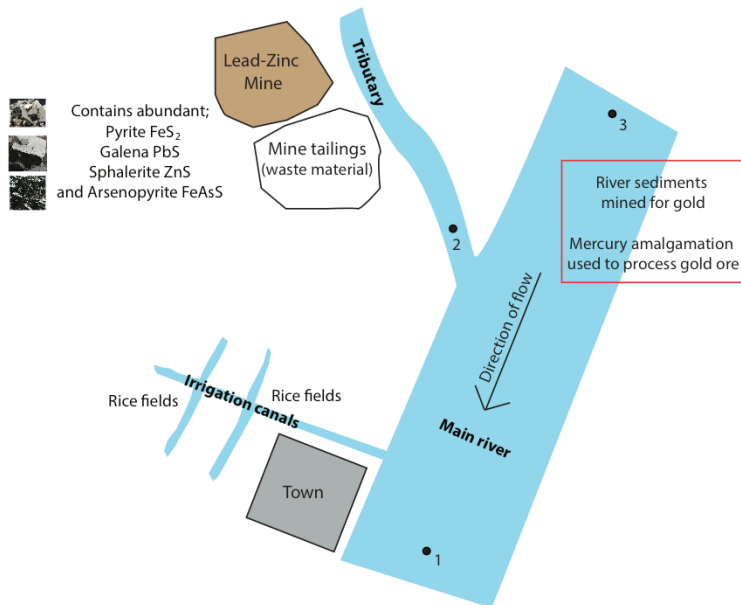 Lead-Zinc
Mine
Tributary
Contains abundant;
Pyrite FeS₂
Galena PbS
Sphalerite ZnS
and Arsenopyrite FeAsS
Mine tailings
(waste material)
3
River sediments
mined for gold
Mercury amalgamation
used to process gold ore
2
Direction of flow
Rice fields
Irrigation canals
Rice fields
Main river
Town
1